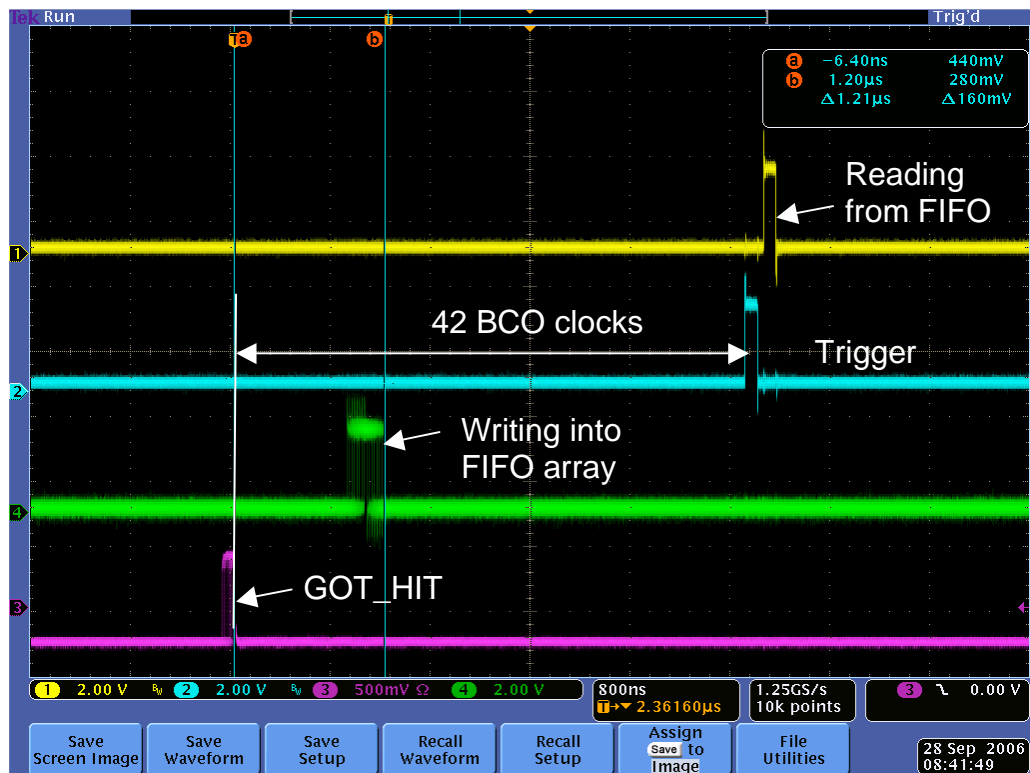 Tek Run
Trig'd
T
T a
b
a −6.40ns 440mV
b 1.20µs 280mV
Δ1.21µs Δ160mV
Reading
from FIFO
1
42 BCO clocks
Trigger
2
Writing into
FIFO array
4
GOT_HIT
3
1 2.00 V BW 2 2.00 V BW 3 500mV Ω 4 2.00 V
800ns
T→▼ 2.36160µs
1.25GS/s
10k points
3 0.00 V
Save
Screen Image
Save
Waveform
Save
Setup
Recall
Waveform
Recall
Setup
Assign
Save to
Image
File
Utilities
28 Sep 2006
08:41:49